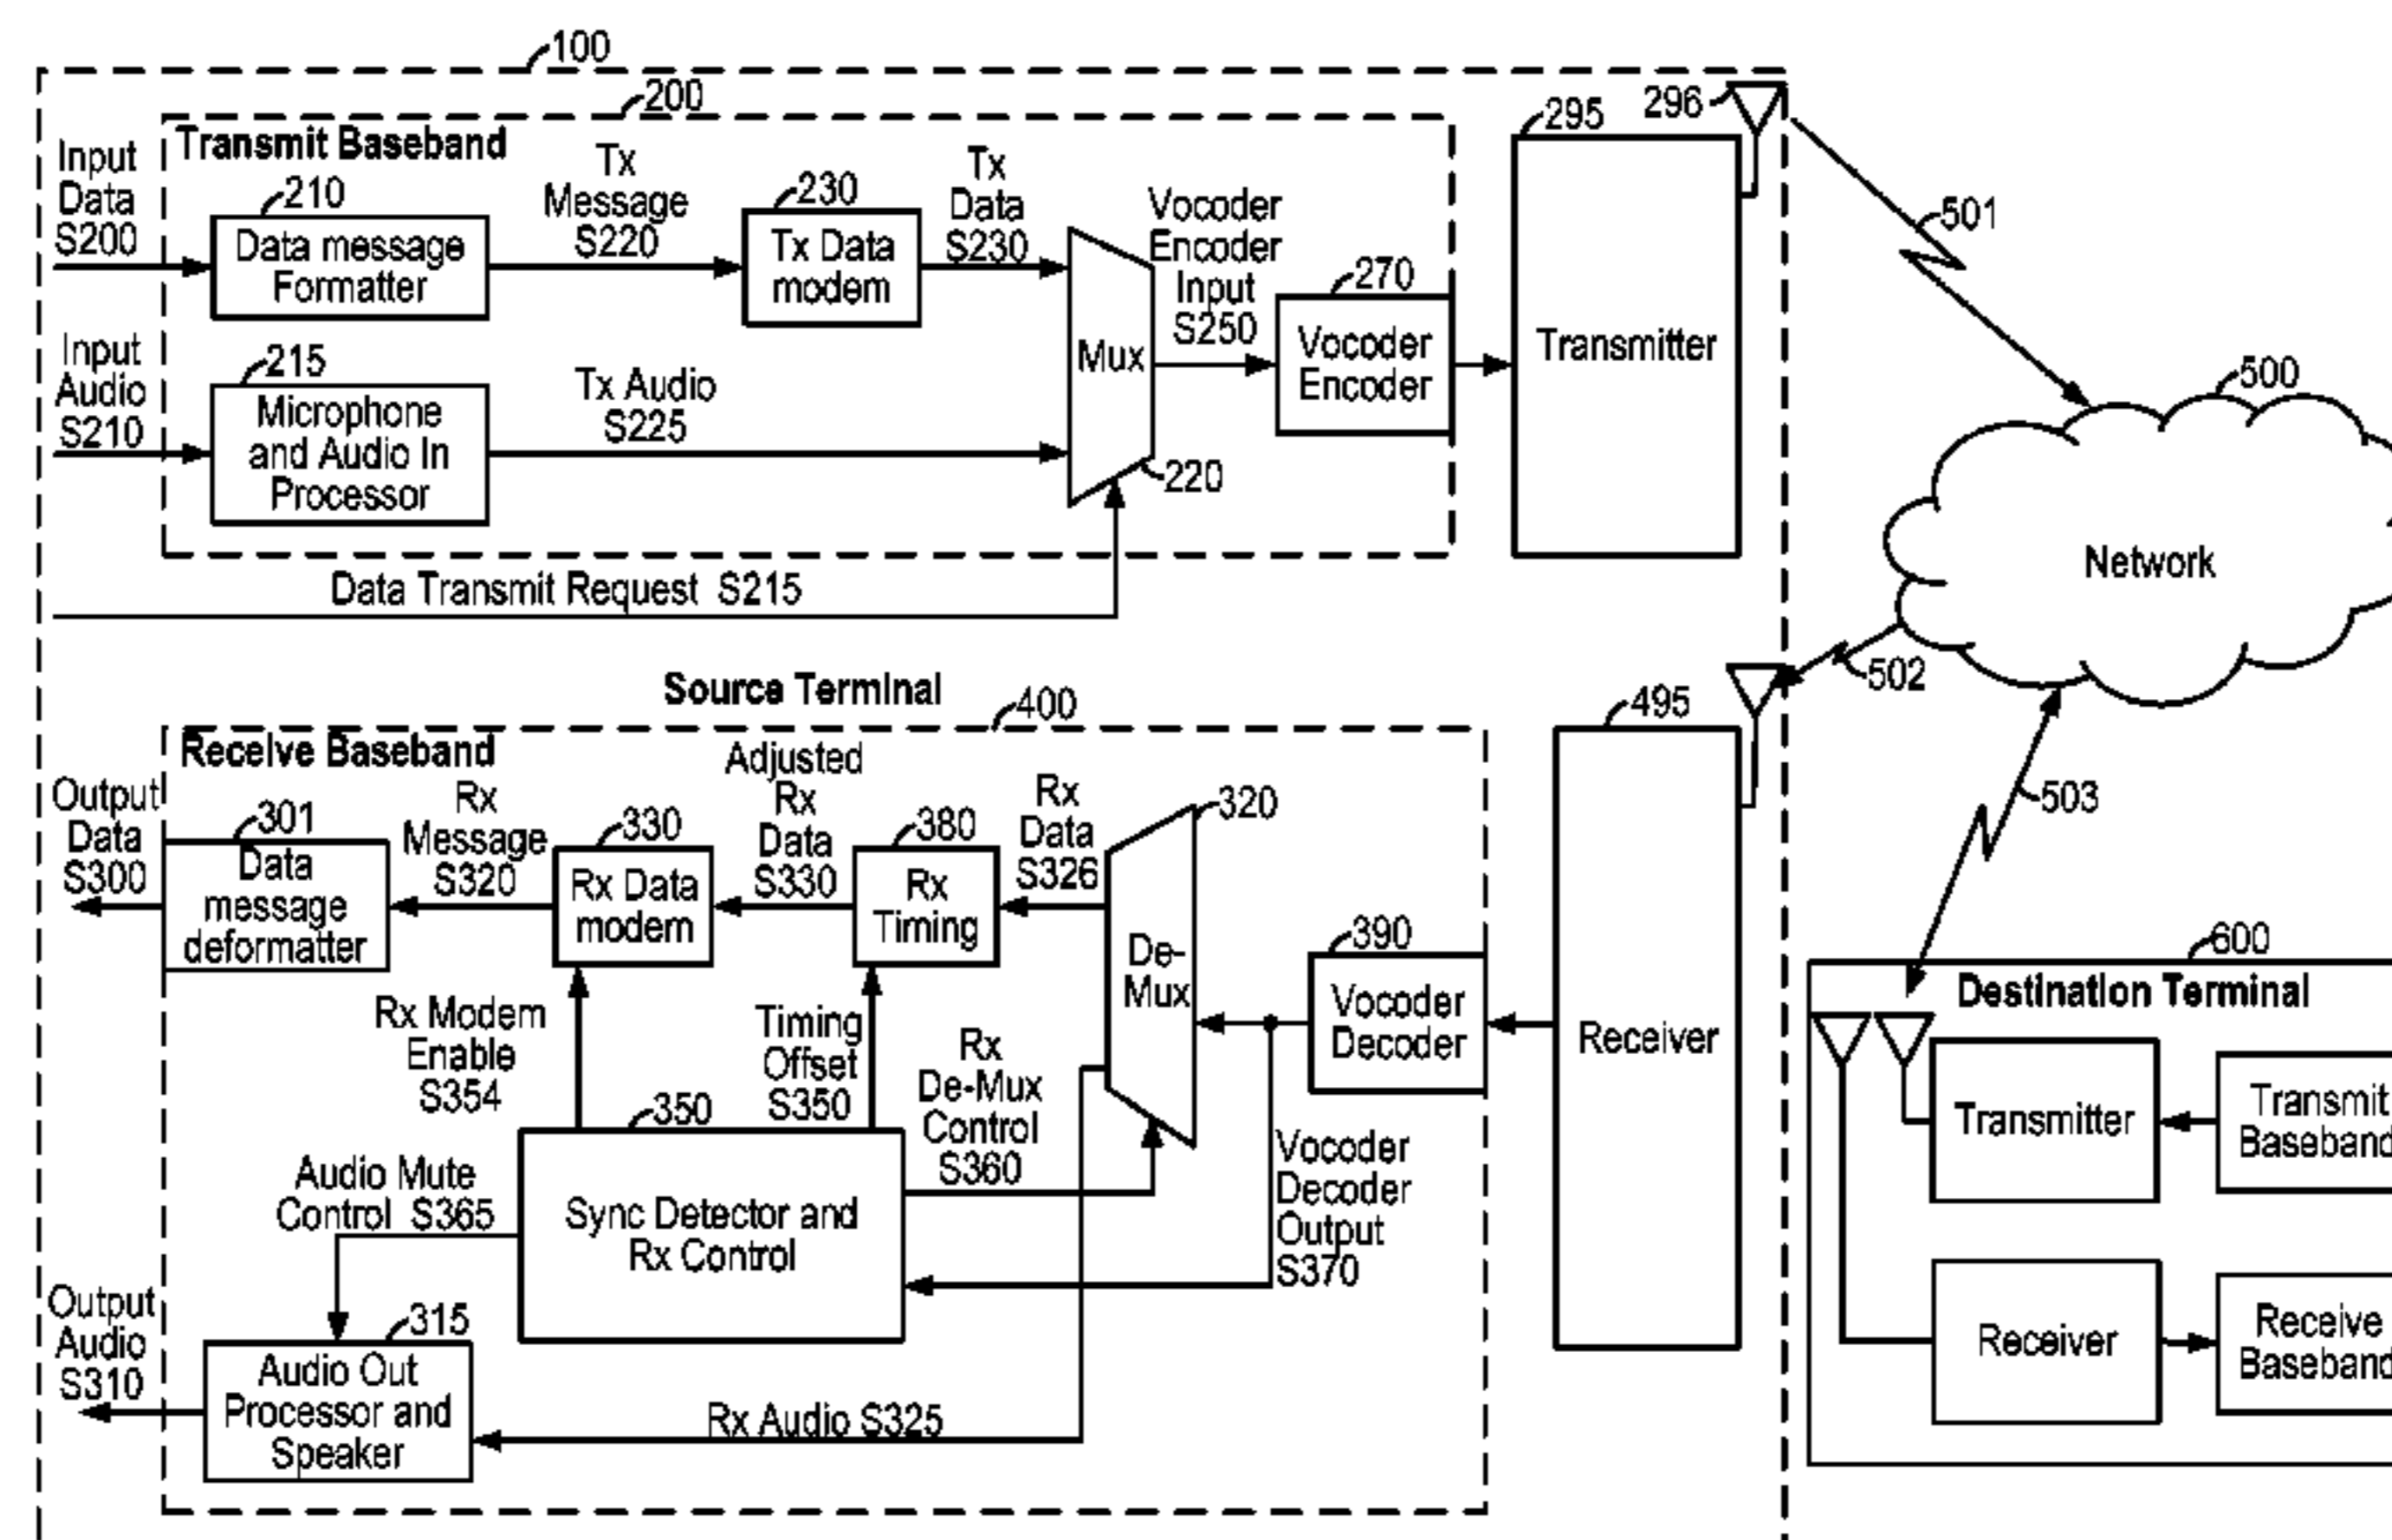 100
200
Transmit Baseband
Input
Data
S200
210
Data message
Formatter
Tx
Message
S220
230
Tx Data
modem
Tx
Data
S230
Vocoder
Encoder
Input
S250
270
Vocoder
Encoder
295
Transmitter
296
501
Input
Audio
S210
215
Microphone
and Audio In
Processor
Tx Audio
S225
Mux
220
Data Transmit Request S215
500
Network
502
503
Source Terminal
400
Receive Baseband
Output
Data
S300
301
Data
message
deformatter
Rx
Message
S320
330
Rx Data
modem
Adjusted
Rx
Data
S330
380
Rx
Timing
Rx
Data
S326
320
De-
Mux
390
Vocoder
Decoder
495
Receiver
Rx Modem
Enable
S354
Timing
Offset
S350
Rx
De-Mux
Control
S360
350
Sync Detector and
Rx Control
Vocoder
Decoder
Output
S370
Audio Mute
Control S365
Output
Audio
S310
315
Audio Out
Processor and
Speaker
Rx Audio S325
600
Destination Terminal
Transmitter
Transmit
Baseband
Receiver
Receive
Baseband